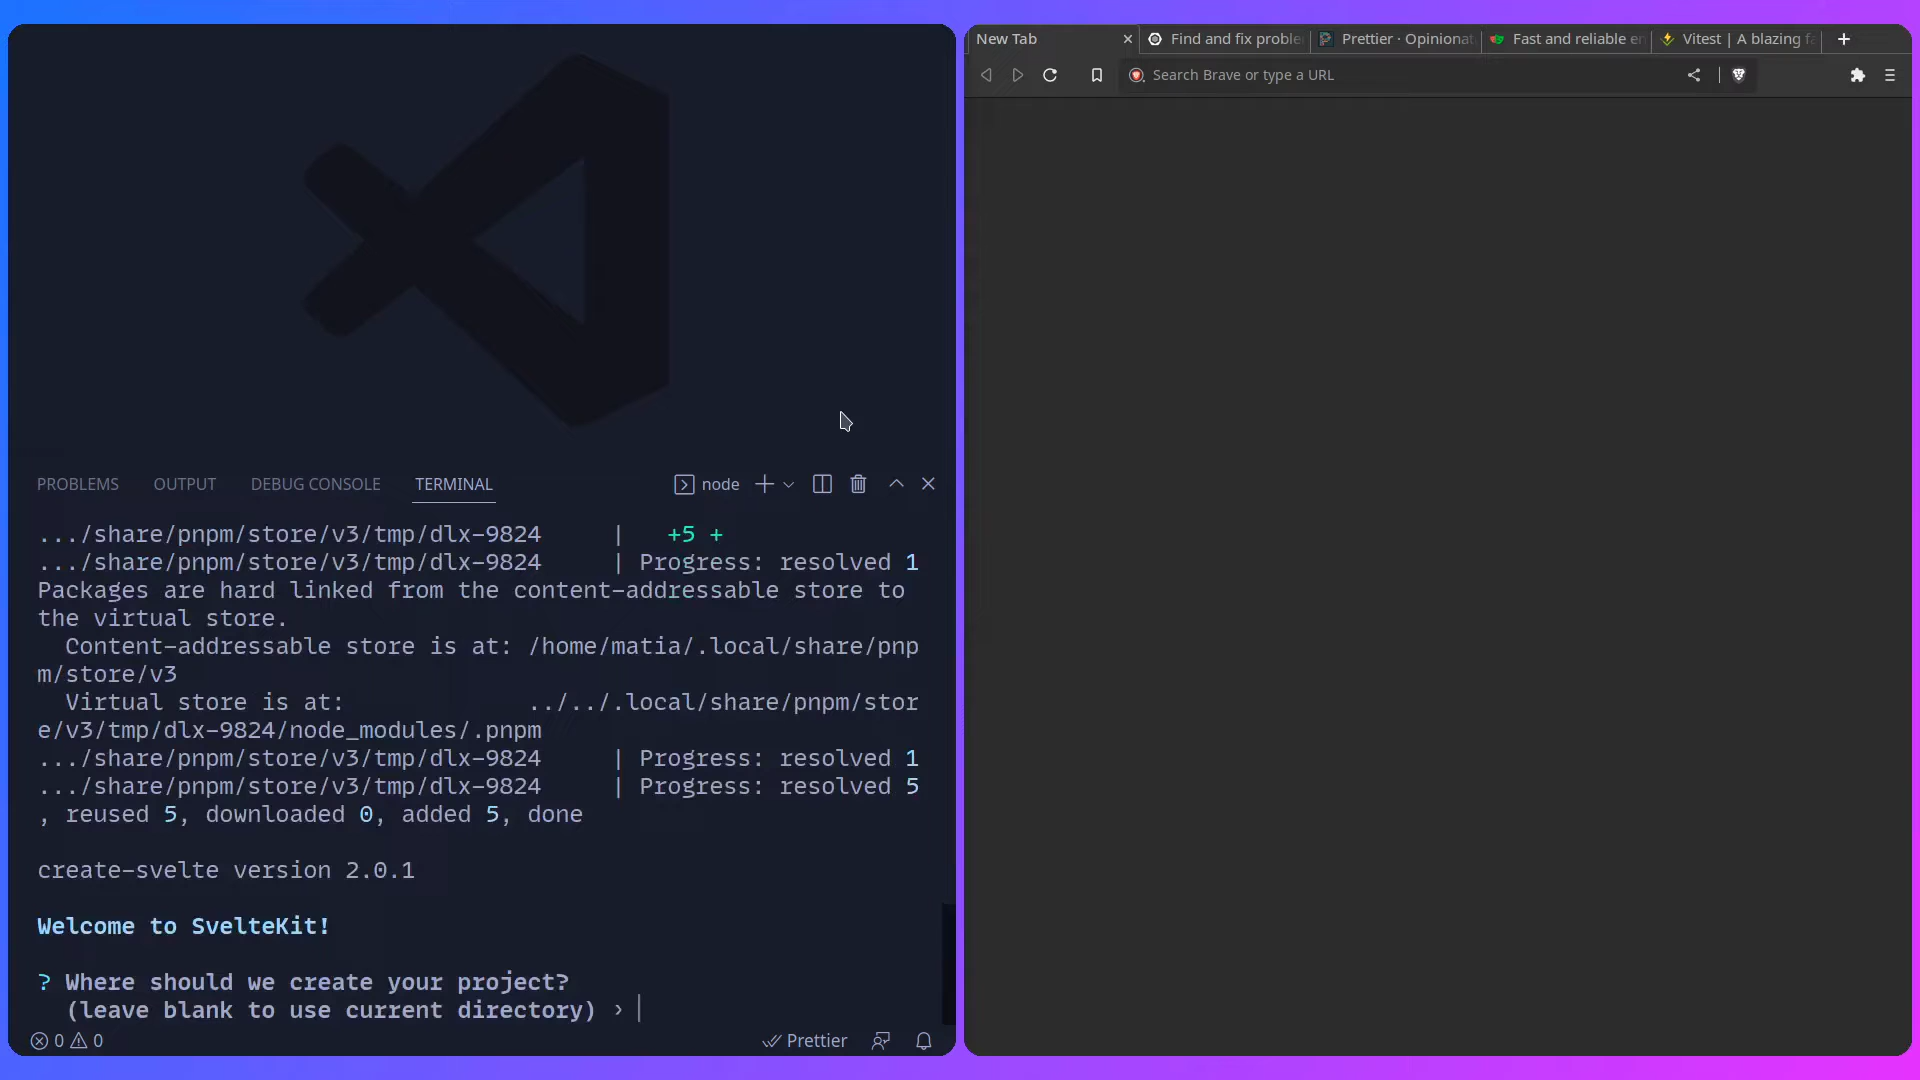 New Tab
Find and fix proble
Prettier · Opinionat
Fast and reliable e
Vitest | A blazing fa
Search Brave or type a URL
PROBLEMS
OUTPUT
DEBUG CONSOLE
TERMINAL
node
.../share/pnpm/store/v3/tmp/dlx-9824 | +5 +
.../share/pnpm/store/v3/tmp/dlx-9824 | Progress: resolved 1
Packages are hard linked from the content-addressable store to
the virtual store.
Content-addressable store is at: /home/matia/.local/share/pnp
m/store/v3
Virtual store is at: ../../.local/share/pnpm/stor
e/v3/tmp/dlx-9824/node_modules/.pnpm
.../share/pnpm/store/v3/tmp/dlx-9824 | Progress: resolved 1
.../share/pnpm/store/v3/tmp/dlx-9824 | Progress: resolved 5
, reused 5, downloaded 0, added 5, done
create-svelte version 2.0.1
Welcome to SvelteKit!
? Where should we create your project?
(leave blank to use current directory) ›
0
0
Prettier